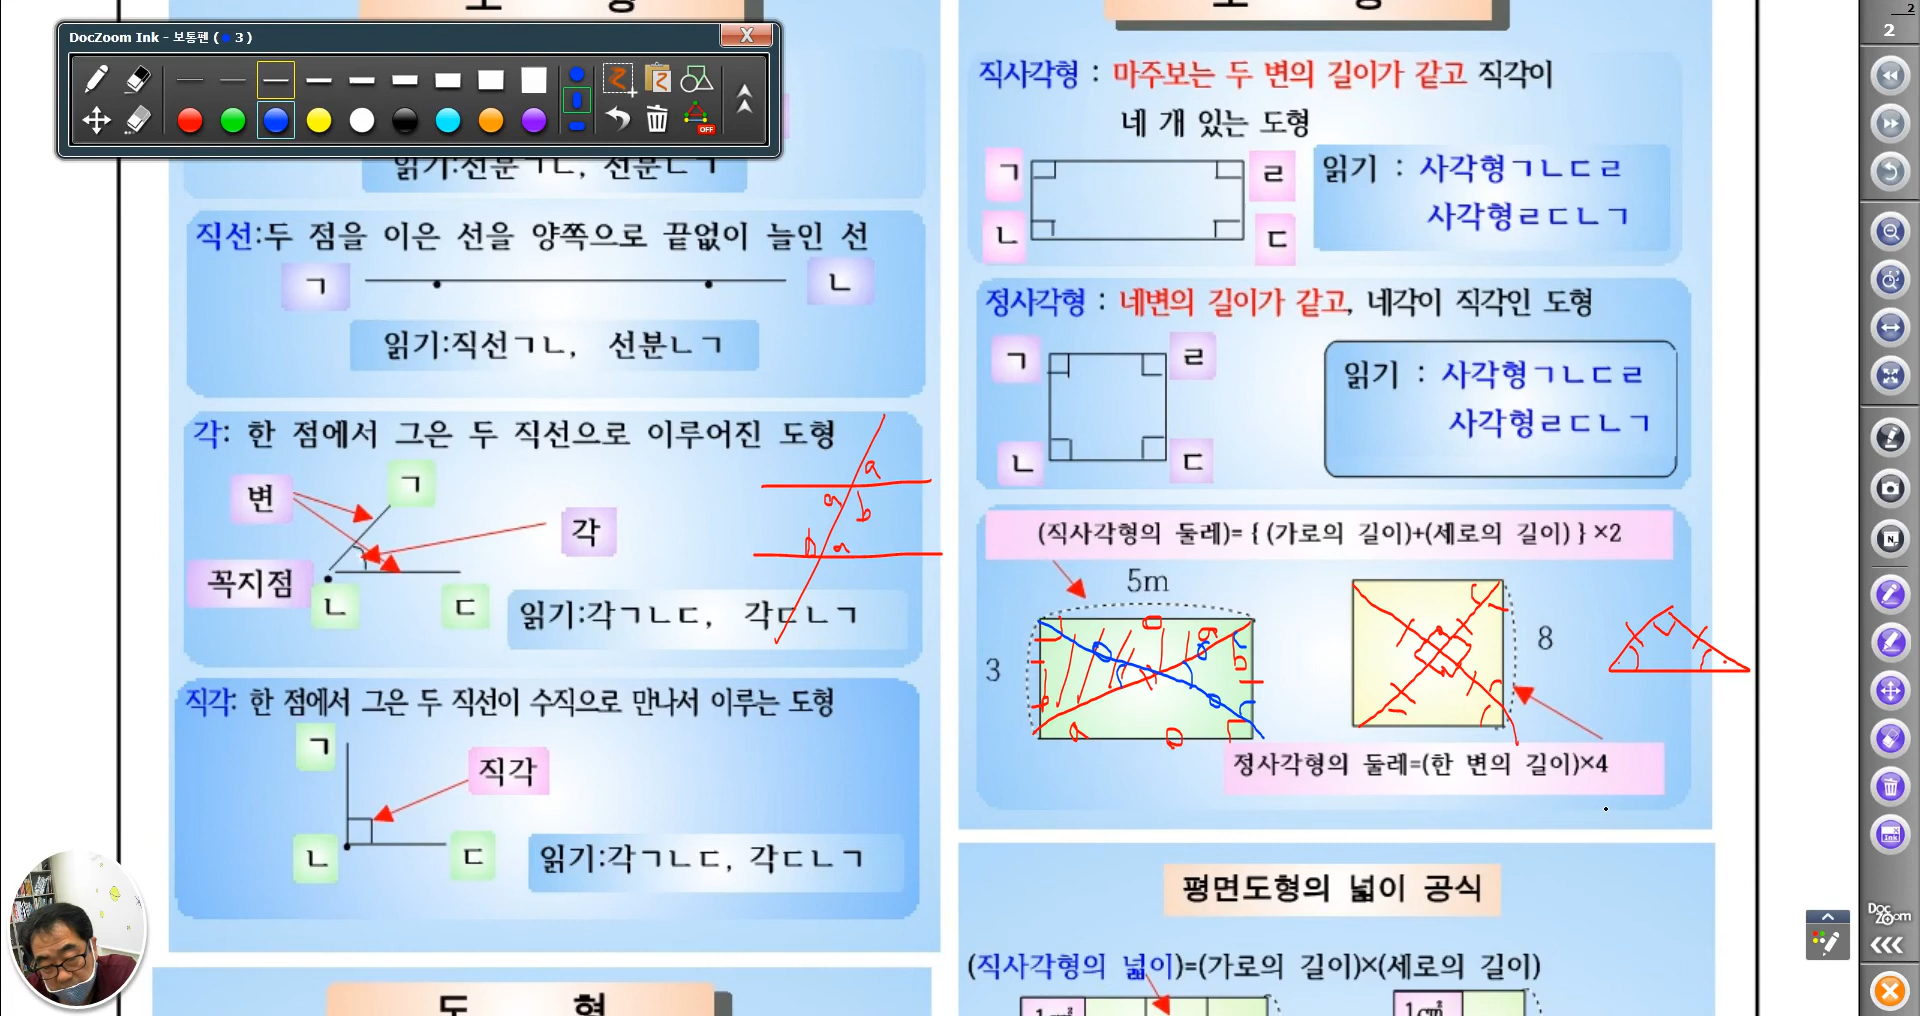 도 형
DocZoom Ink - 보통펜 ( 3 )
OFF
읽기:선분ㄱㄴ, 선분ㄴㄱ
직선:두 점을 이은 선을 양쪽으로 끝없이 늘인 선
ㄱ
ㄴ
읽기:직선ㄱㄴ, 선분ㄴㄱ
각: 한 점에서 그은 두 직선으로 이루어진 도형
변
ㄱ
각
꼭지점
ㄴ
ㄷ
읽기:각ㄱㄴㄷ, 각ㄷㄴㄱ
a
a
b
b
a
직각: 한 점에서 그은 두 직선이 수직으로 만나서 이루는 도형
ㄱ
직각
ㄴ
ㄷ
읽기:각ㄱㄴㄷ, 각ㄷㄴㄱ
도 형
도 형
직사각형 : 마주보는 두 변의 길이가 같고 직각이
네 개 있는 도형
ㄱ
ㄹ
ㄴ
ㄷ
읽기 : 사각형ㄱㄴㄷㄹ
사각형ㄹㄷㄴㄱ
정사각형 : 네변의 길이가 같고, 네각이 직각인 도형
ㄱ
ㄹ
ㄴ
ㄷ
읽기 : 사각형ㄱㄴㄷㄹ
사각형ㄹㄷㄴㄱ
(직사각형의 둘레)= { (가로의 길이)+(세로의 길이) } ×2
5m
3
8
정사각형의 둘레=(한 변의 길이)×4
평면도형의 넓이 공식
(직사각형의 넓이)=(가로의 길이)×(세로의 길이)
1㎠
1㎠
2
2
N
Ink
DocZoom